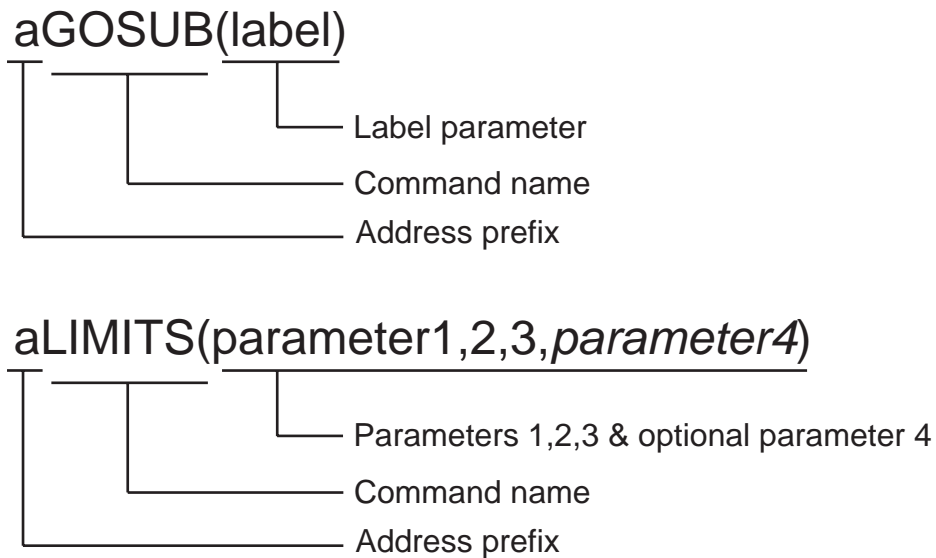 aGOSUB(label)
Label parameter
Command name
Address prefix
aLIMITS(parameter1,2,3,parameter4)
Parameters 1,2,3 & optional parameter 4
Command name
Address prefix